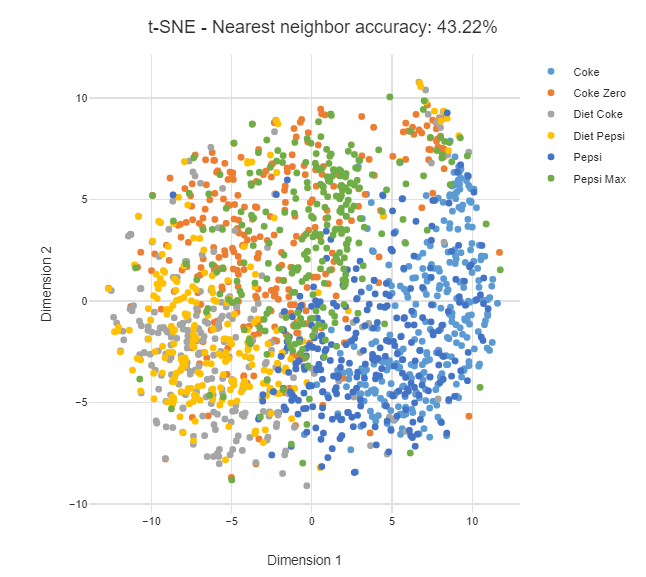 t-SNE - Nearest neighbor accuracy: 43.22%
Coke
Coke Zero
Diet Coke
Diet Pepsi
Pepsi
Pepsi Max
10
5
0
−5
−10
Dimension 2
−10 −5 0 5 10
Dimension 1